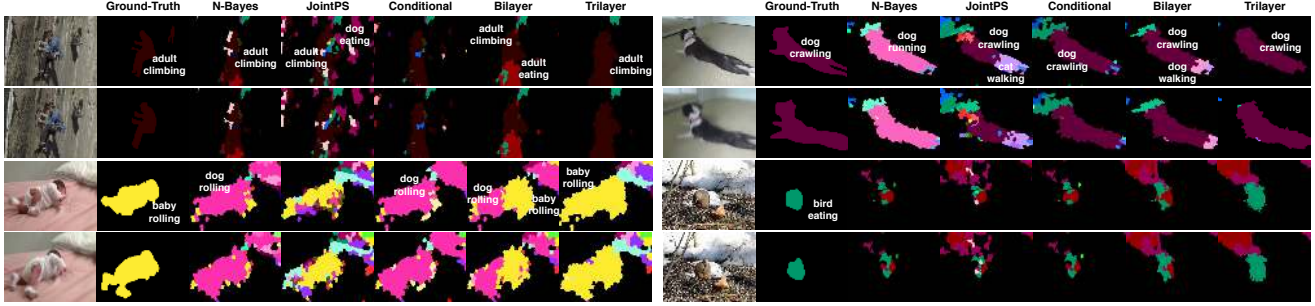 Ground-Truth N-Bayes JointPS Conditional Bilayer Trilayer
adult climbing
adult climbing
adult climbing
dog eating
adult climbing
adult eating
adult climbing
baby rolling
dog rolling
dog rolling
dog rolling
baby rolling
baby rolling
Ground-Truth N-Bayes JointPS Conditional Bilayer Trilayer
dog crawling
dog running
dog crawling
cat walking
dog crawling
dog crawling
dog walking
dog crawling
bird eating